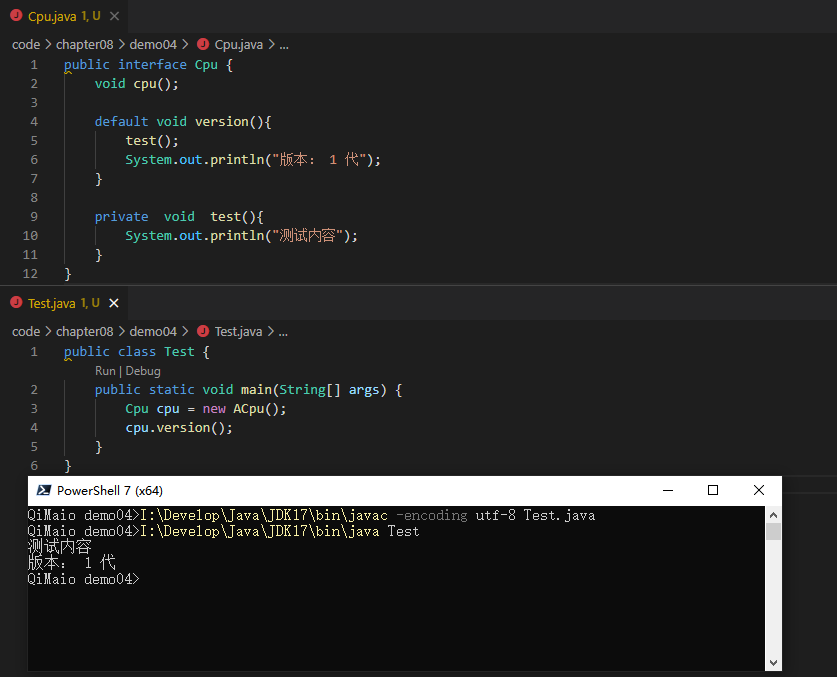 Cpu.java 1, U
code > chapter08 > demo04 > Cpu.java > ...
1 public interface Cpu {
2 void cpu();
3
4 default void version(){
5 test();
6 System.out.println("版本： 1 代");
7 }
8
9 private  void  test(){
10 System.out.println("测试内容");
11 }
12 }
Test.java 1, U
code > chapter08 > demo04 > Test.java > ...
1 public class Test {
Run | Debug
2 public static void main(String[] args) {
3 Cpu cpu = new ACpu();
4 cpu.version();
5 }
6 }
PowerShell 7 (x64)
QiMaio demo04>I:\Develop\Java\JDK17\bin\javac -encoding utf-8 Test.java
QiMaio demo04>I:\Develop\Java\JDK17\bin\java Test
测试内容
版本： 1 代
QiMaio demo04>